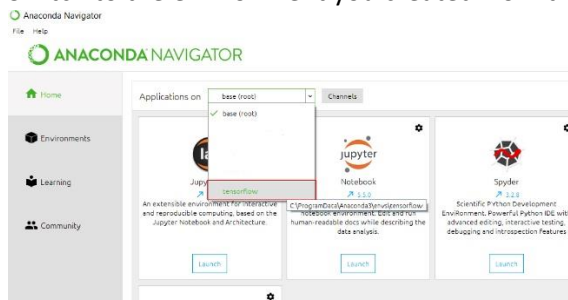 Anaconda Navigator
File Help
ANACONDA NAVIGATOR
Home
Applications on base (root) Channels
base (root)
Environments
Learning
Community
tensorflow
C:\ProgramData\Anaconda3\envs\tensorflow
Jupy
An extensible environment for interactive
and reproducible computing, based on the
Jupyter Notebook and Architecture.
Launch
jupyter
Notebook
notebook environment. Edit and run
human-readable docs while describing the
data analysis.
Launch
Spyder
Scientific PYthon Development
EnviRonment. Powerful Python IDE with
advanced editing, interactive testing,
debugging and introspection features
Launch